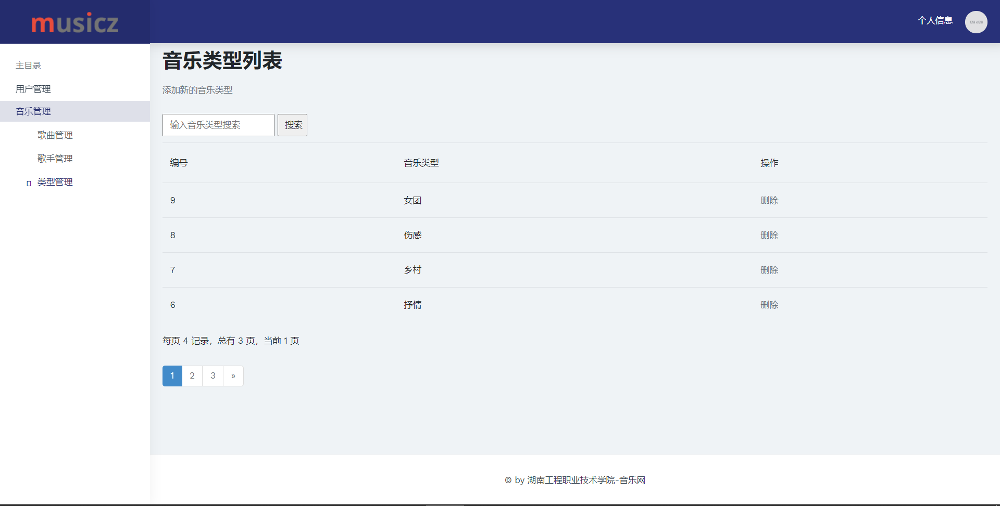 musicz
个人信息
128 x128
主目录
用户管理
音乐管理
歌曲管理
歌手管理
类型管理
音乐类型列表
添加新的音乐类型
输入音乐类型搜索 搜索
编号 音乐类型 操作
9 女团 删除
8 伤感 删除
7 乡村 删除
6 抒情 删除
每页 4 记录，总有 3 页，当前 1 页
1 2 3 »
© by 湖南工程职业技术学院-音乐网